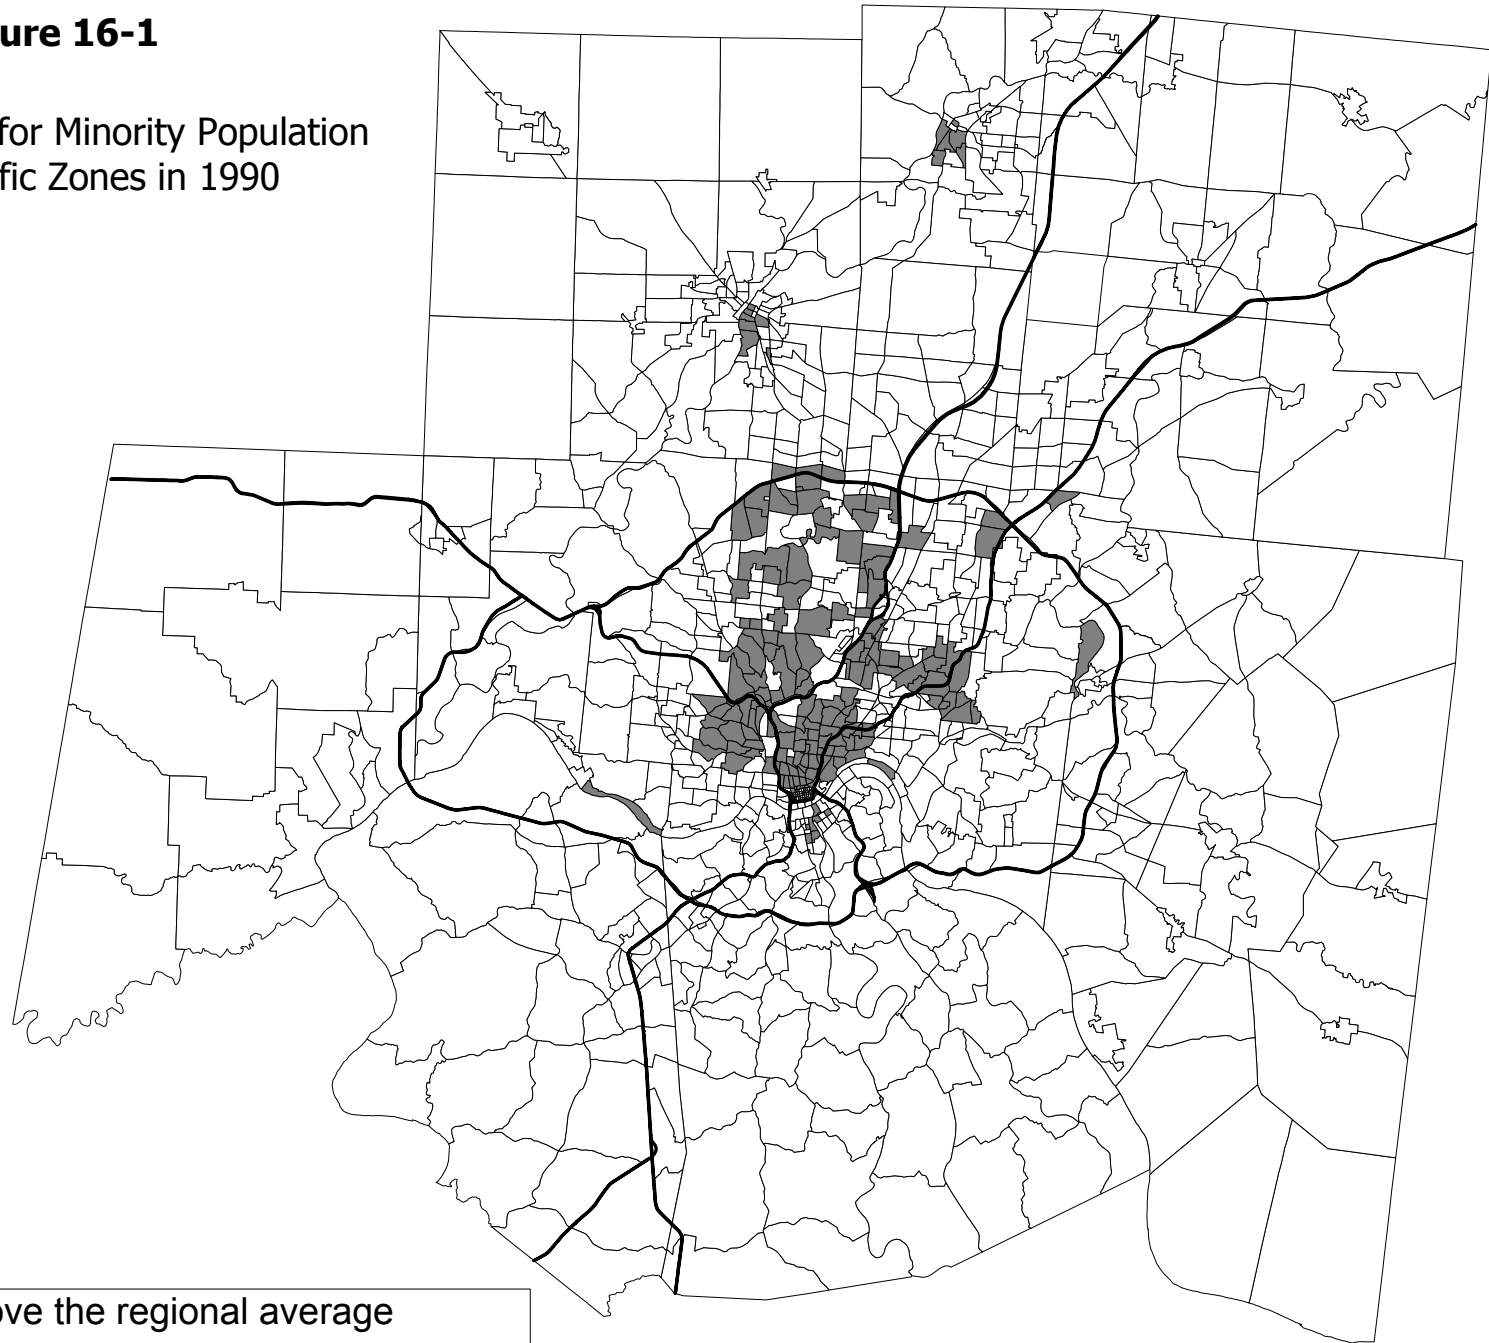 ure 16-1
for Minority Population
fic Zones in 1990
ove the regional average